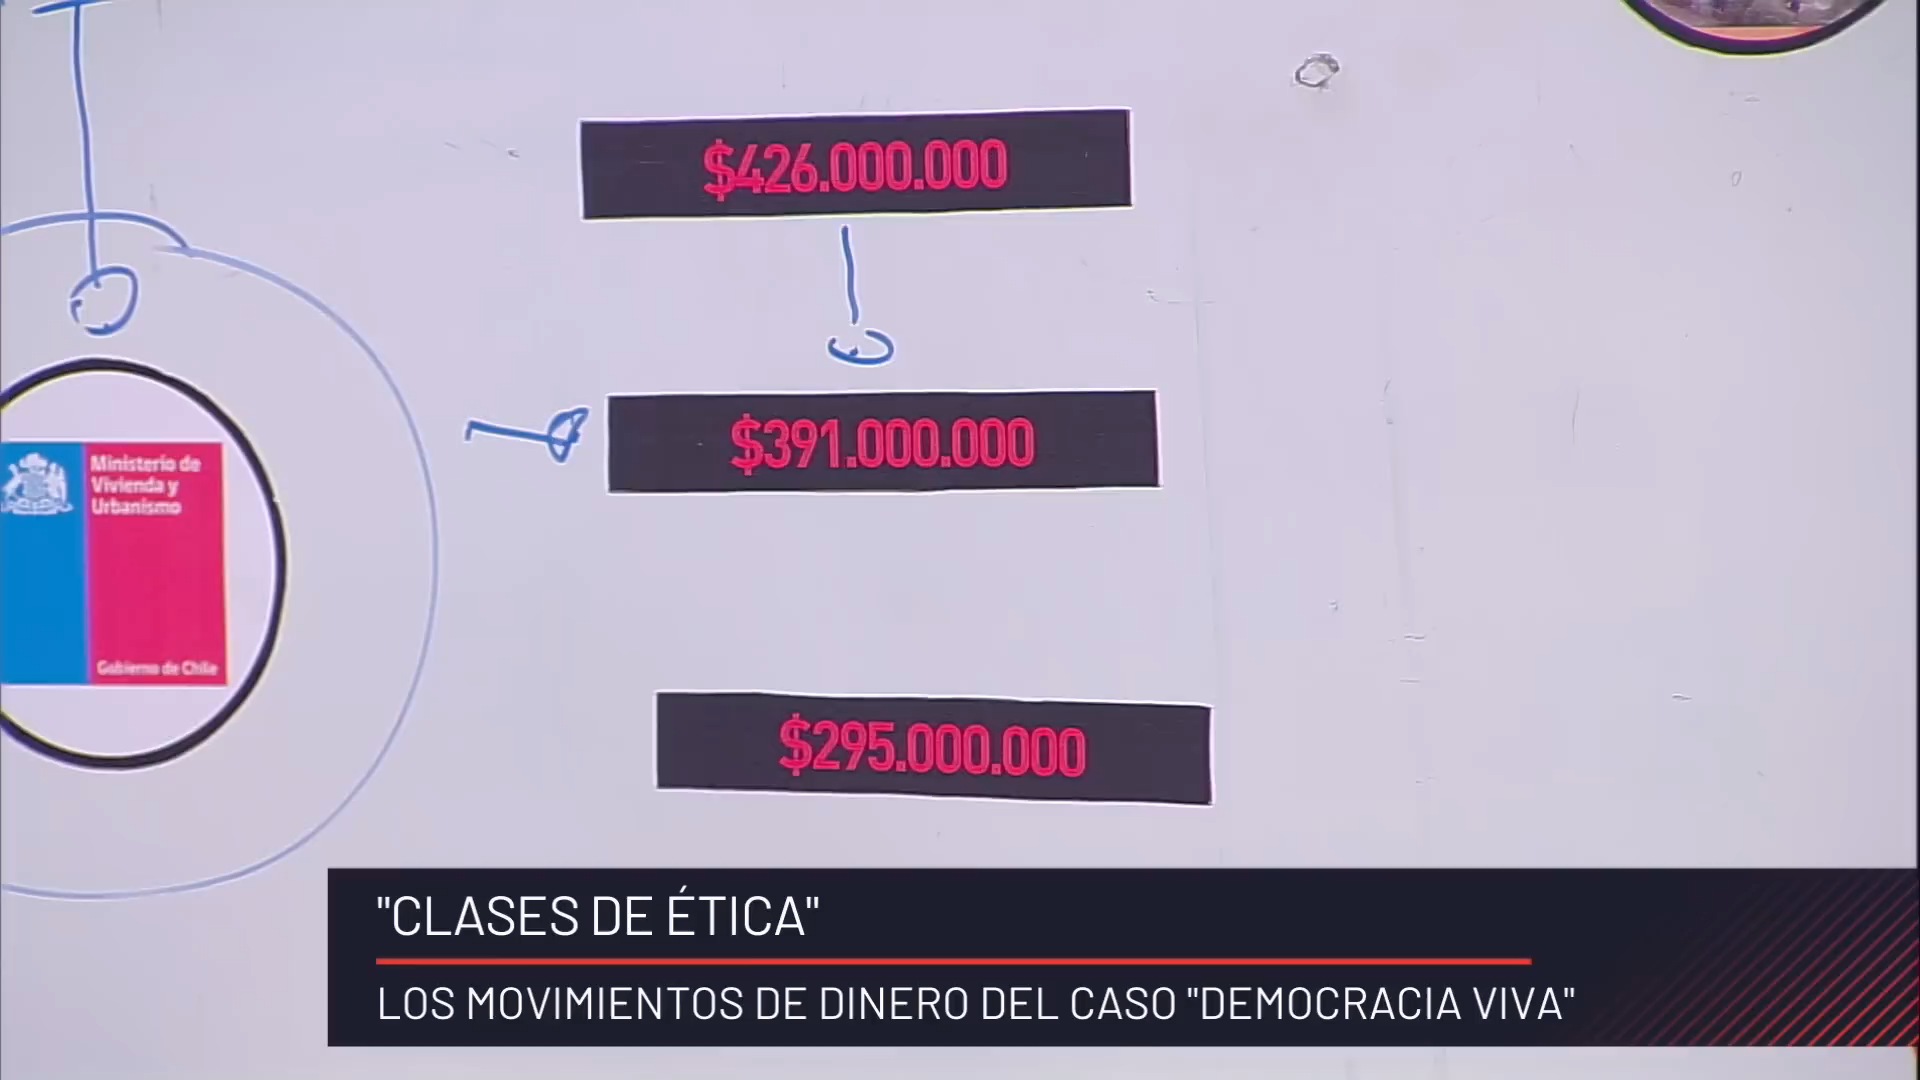 $426.000.000
$391.000.000
Ministerio de
Vivienda y
Urbanismo
Gobierno de Chile
$295.000.000
"CLASES DE ÉTICA"
LOS MOVIMIENTOS DE DINERO DEL CASO "DEMOCRACIA VIVA"